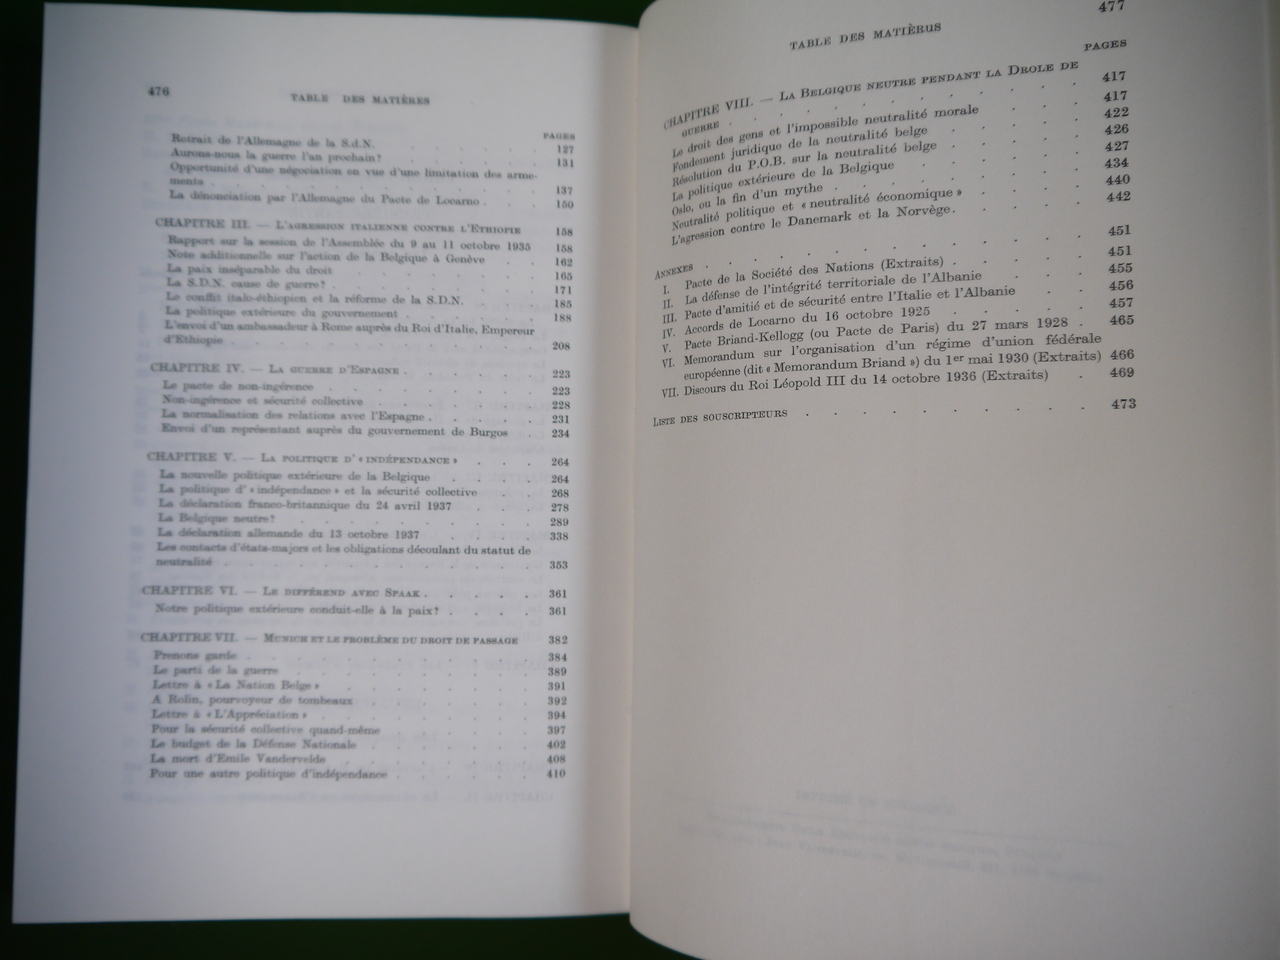 476
TABLE DES MATIÈRES
PAGES
Retrait de l'Allemagne de la S.d.N. . . . . . 127
Aurons-nous la guerre l'an prochain? . . . . . 131
Opportunité d'une négociation en vue d'une limitation des arme-
ments . . . . . . . . . . . 137
La dénonciation par l'Allemagne du Pacte de Locarno . . . 150
CHAPITRE III. — L'AGRESSION ITALIENNE CONTRE L'ETHIOPIE 158
Rapport sur la session de l'Assemblée du 9 au 11 octobre 1935 158
Note additionnelle sur l'action de la Belgique à Genève . . 162
La paix inséparable du droit . . . . . . . 165
La S.D.N. cause de guerre? . . . . . . . 171
Le conflit italo-éthiopien et la réforme de la S.D.N. . . . 185
La politique extérieure du gouvernement . . . . . 188
L'envoi d'un ambassadeur à Rome auprès du Roi d'Italie, Empereur
d'Ethiopie . . . . . . . . . . 208
CHAPITRE IV. — LA GUERRE D'ESPAGNE . . . . . 223
Le pacte de non-ingérence . . . . . . . 223
Non-ingérence et sécurité collective . . . . . . 228
La normalisation des relations avec l'Espagne . . . . 231
Envoi d'un représentant auprès du gouvernement de Burgos . 234
CHAPITRE V. — LA POLITIQUE D' « INDÉPENDANCE » . . . 264
La nouvelle politique extérieure de la Belgique . . . . 264
La politique d' « indépendance » et la sécurité collective . . 268
La déclaration franco-britannique du 24 avril 1937 . . . 278
La Belgique neutre? . . . . . . . . . 289
La déclaration allemande du 13 octobre 1937 . . . . 338
Les contacts d'états-majors et les obligations découlant du statut de
neutralité . . . . . . . . . . 353
CHAPITRE VI. — LE DIFFÉREND AVEC SPAAK . . . . . 361
Notre politique extérieure conduit-elle à la paix? . . . . 361
CHAPITRE VII. — MUNICH ET LE PROBLÈME DU DROIT DE PASSAGE 382
Prenons garde . . . . . . . . . . 384
Le parti de la guerre . . . . . . . . 389
Lettre à « La Nation Belge » . . . . . . . 391
A Rolin, pourvoyeur de tombeaux . . . . . . 392
Lettre à « L'Appréciation » . . . . . . . 394
Pour la sécurité collective quand-même . . . . . 397
Le budget de la Défense Nationale . . . . . . 402
La mort d'Emile Vandervelde . . . . . . . 408
Pour une autre politique d'indépendance . . . . . 410
477
TABLE DES MATIÈRUS
PAGES
CHAPITRE VIII. — LA BELGIQUE NEUTRE PENDANT LA DROLE DE
GUERRE . . . . . . . . . . 417
Le droit des gens et l'impossible neutralité morale . . . 417
Fondement juridique de la neutralité belge . . . . 422
Résolution du P.O.B. sur la neutralité belge . . . . 426
La politique extérieure de la Belgique . . . . . 427
Oslo, ou la fin d'un mythe . . . . . . . 434
Neutralité politique et « neutralité économique » . . . 440
L'agression contre le Danemark et la Norvège . . . . 442
ANNEXES . . . . . . . . . . . 451
I. Pacte de la Société des Nations (Extraits) . . . . 451
II. La défense de l'intégrité territoriale de l'Albanie . . . 455
III. Pacte d'amitié et de sécurité entre l'Italie et l'Albanie . . 456
IV. Accords de Locarno du 16 octobre 1925 . . . . 457
V. Pacte Briand-Kellogg (ou Pacte de Paris) du 27 mars 1928 . 465
VI. Memorandum sur l'organisation d'un régime d'union fédérale
européenne (dit « Memorandum Briand ») du 1er mai 1930 (Extraits) 466
VII. Discours du Roi Léopold III du 14 octobre 1936 (Extraits) . 469
LISTE DES SOUSCRIPTEURS . . . . . . . . 473